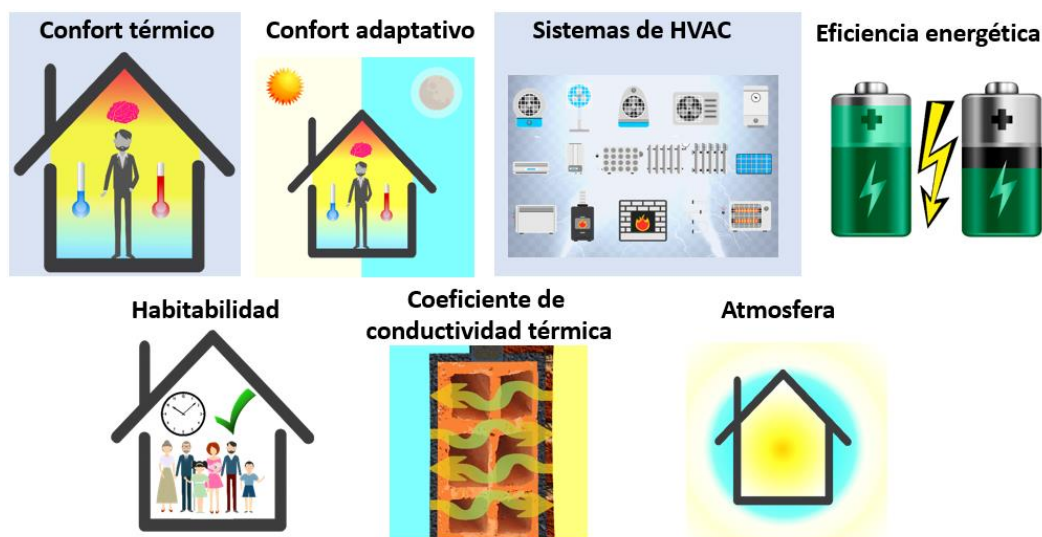 Confort térmico
Confort adaptativo
Sistemas de HVAC
Eficiencia energética
Habitabilidad
Coeficiente de
conductividad térmica
Atmosfera